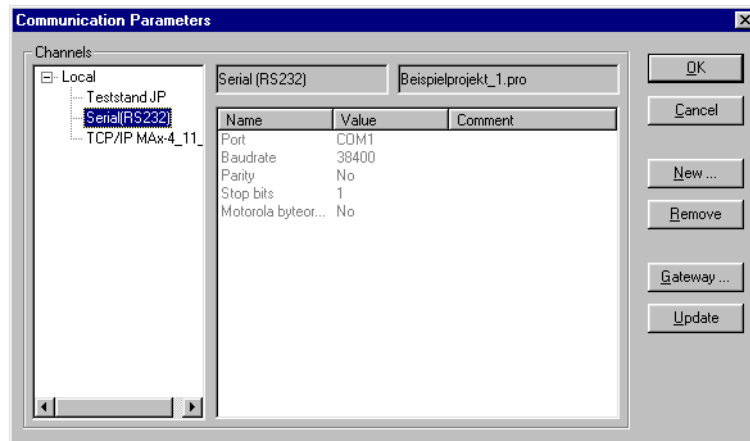 Communication Parameters
Channels
Local
Teststand JP
Serial(RS232)
TCP/IP MAx-4_11_
Serial (RS232) Beispielprojekt_1.pro
Name Value Comment
Port COM1
Baudrate 38400
Parity No
Stop bits 1
Motorola byteor... No
OK
Cancel
New ...
Remove
Gateway ...
Update